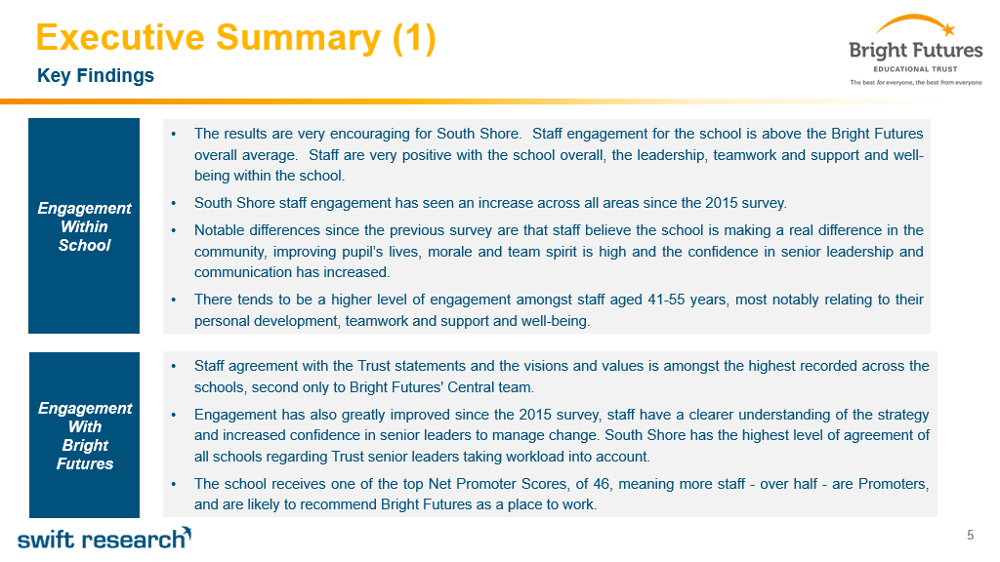 Executive Summary (1)
Key Findings
Bright Futures
EDUCATIONAL TRUST
The best for everyone, the best from everyone
Engagement
Within
School
• The results are very encouraging for South Shore.  Staff engagement for the school is above the Bright Futures
overall average.  Staff are very positive with the school overall, the leadership, teamwork and support and well-
being within the school.
• South Shore staff engagement has seen an increase across all areas since the 2015 survey.
• Notable differences since the previous survey are that staff believe the school is making a real difference in the
community, improving pupil's lives, morale and team spirit is high and the confidence in senior leadership and
communication has increased.
• There tends to be a higher level of engagement amongst staff aged 41-55 years, most notably relating to their
personal development, teamwork and support and well-being.
Engagement
With
Bright
Futures
• Staff agreement with the Trust statements and the visions and values is amongst the highest recorded across the
schools, second only to Bright Futures' Central team.
• Engagement has also greatly improved since the 2015 survey, staff have a clearer understanding of the strategy
and increased confidence in senior leaders to manage change. South Shore has the highest level of agreement of
all schools regarding Trust senior leaders taking workload into account.
• The school receives one of the top Net Promoter Scores, of 46, meaning more staff - over half - are Promoters,
and are likely to recommend Bright Futures as a place to work.
swift research
5